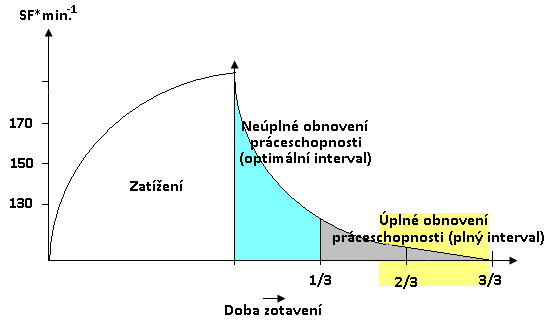 SF*min.-1
170
150
130
Zatížení
Neúplné obnovení
práceschopnosti
(optimální interval)
Úplné obnovení
práceschopnosti (plný interval)
1/3
2/3
3/3
Doba zotavení